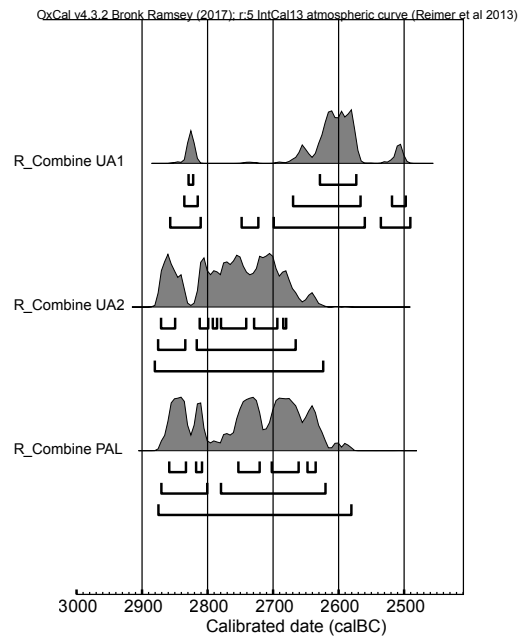 OxCal v4.3.2 Bronk Ramsey (2017); r:5 IntCal13 atmospheric curve (Reimer et al 2013)
R_Combine UA1
R_Combine UA2
R_Combine PAL
3000 2900 2800 2700 2600 2500
Calibrated date (calBC)